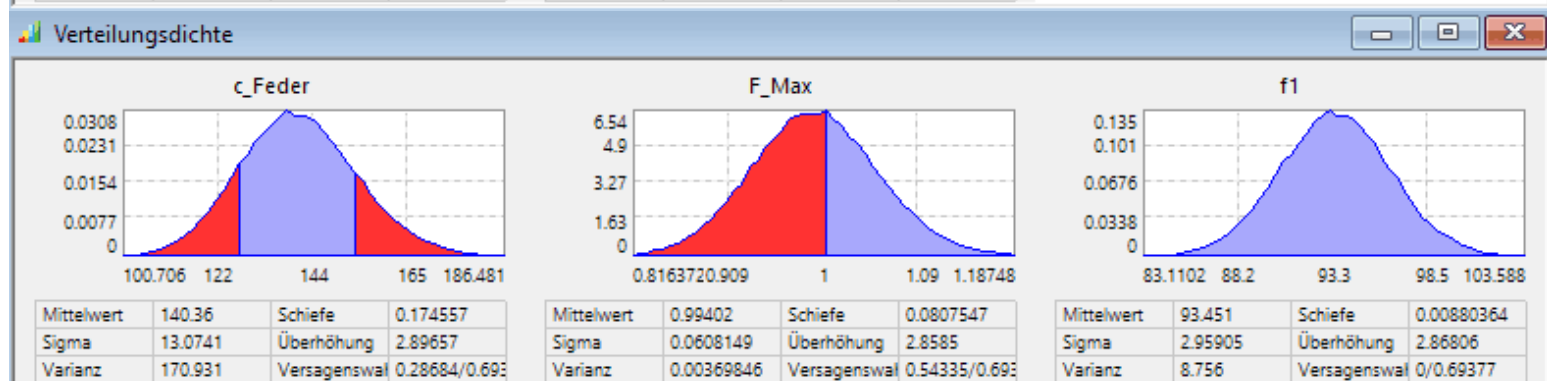 Verteilungsdichte
c_Feder
0.0308
0.0231
0.0154
0.0077
0
100.706 122 144 165 186.481
Mittelwert 140.36 Schiefe 0.174557
Sigma 13.0741 Überhöhung 2.89657
Varianz 170.931 Versagenswal 0.28684/0.693
F_Max
6.54
4.9
3.27
1.63
0
0.8163720.909 1 1.09 1.18748
Mittelwert 0.99402 Schiefe 0.0807547
Sigma 0.0608149 Überhöhung 2.8585
Varianz 0.00369846 Versagenswal 0.54335/0.693
f1
0.135
0.101
0.0676
0.0338
0
83.1102 88.2 93.3 98.5 103.588
Mittelwert 93.451 Schiefe 0.00880364
Sigma 2.95905 Überhöhung 2.86806
Varianz 8.756 Versagenswal 0/0.69377